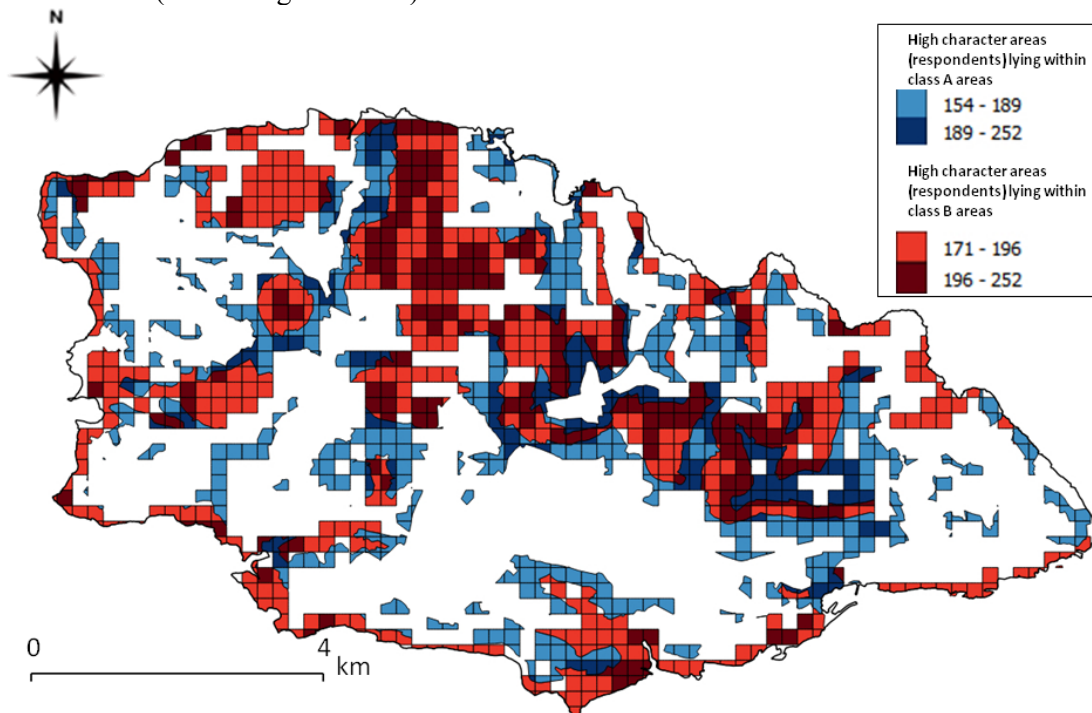 N
High character areas
(respondents) lying within
class A areas
154 - 189
189 - 252
High character areas
(respondents) lying within
class B areas
171 - 196
196 - 252
0
4
km